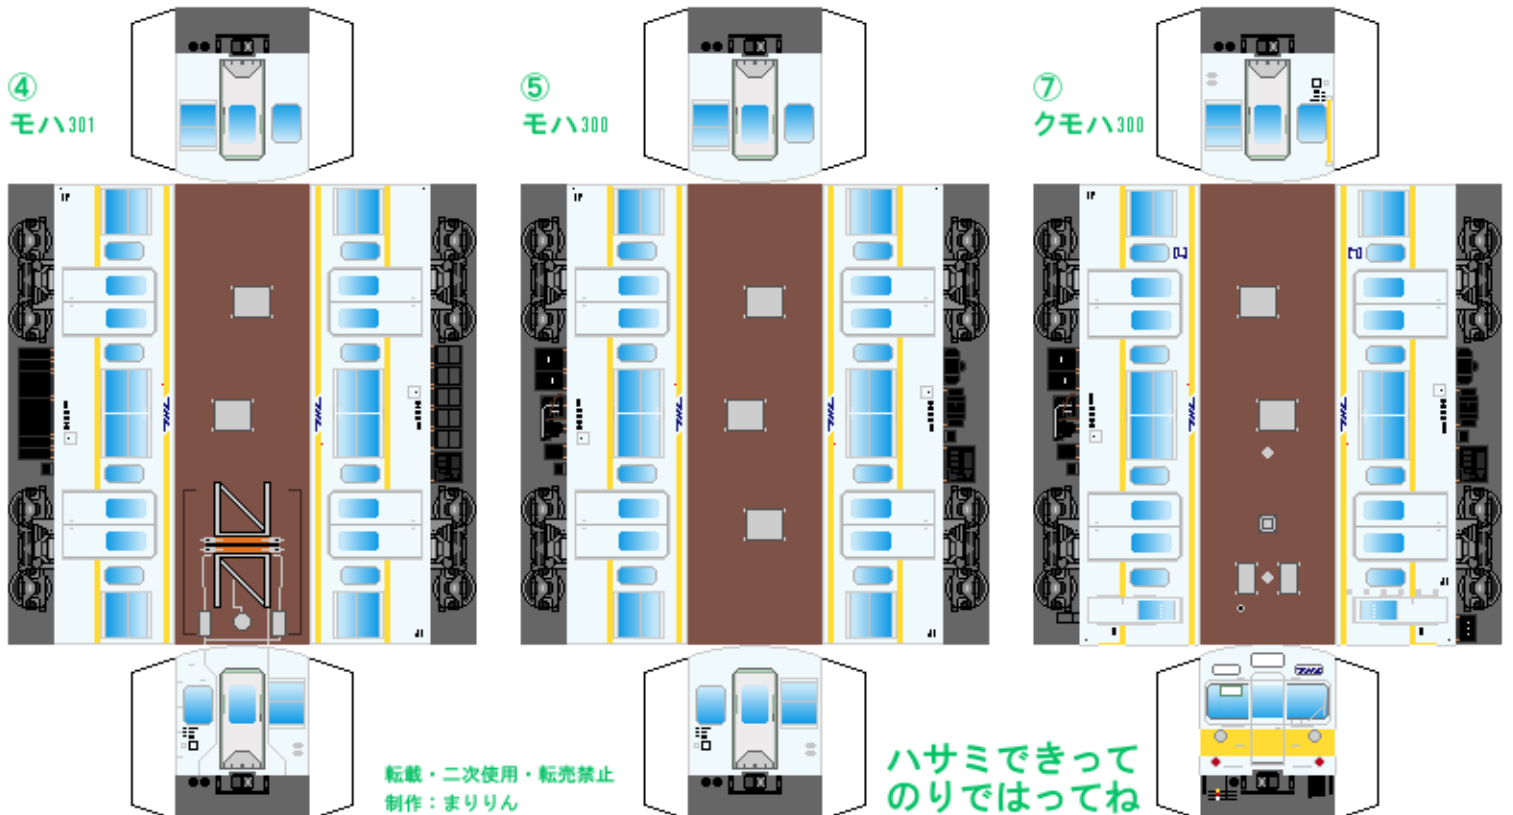 ④
モハ301
⑤
モハ300
⑦
クモハ300
転載・二次使用・転売禁止
制作：まりりん
ハサミできって
のりではってね